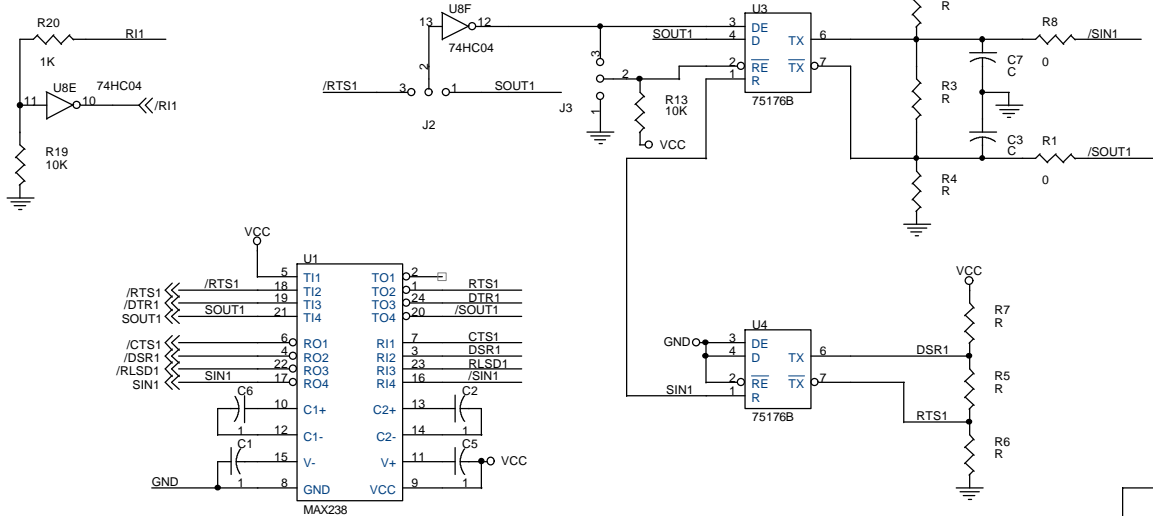 R20
RI1
1K
U8E
74HC04
11
10
/RI1
R19
10K
U8F
13
12
74HC04
2
/RTS1
3
1
SOUT1
J2
3
2
1
J3
R13
10K
VCC
U3
SOUT1
3
DE
4
D
TX
6
2
RE
TX
7
1
R
75176B
R
R8
/SIN1
0
C7
C
R3
R
C3
C
R1
/SOUT1
0
R4
R
VCC
U1
5
TI1
TO1
2
/RTS1
/RTS1
18
TI2
TO2
1
RTS1
/DTR1
19
TI3
TO3
24
DTR1
SOUT1
SOUT1
21
TI4
TO4
20
/SOUT1
/CTS1
6
RO1
RI1
7
CTS1
/DSR1
4
RO2
RI2
3
DSR1
/RLSD1
22
RO3
RI3
23
RLSD1
SIN1
SIN1
17
RO4
RI4
16
/SIN1
C6
10
C1+
C2+
13
C2
1
12
C1-
C2-
14
1
C1
15
V-
V+
11
C5
VCC
GND
1
8
GND
VCC
9
1
MAX238
U4
GND
3
DE
4
D
TX
6
DSR1
2
RE
TX
7
SIN1
1
R
RTS1
75176B
VCC
R7
R
R5
R
R6
R